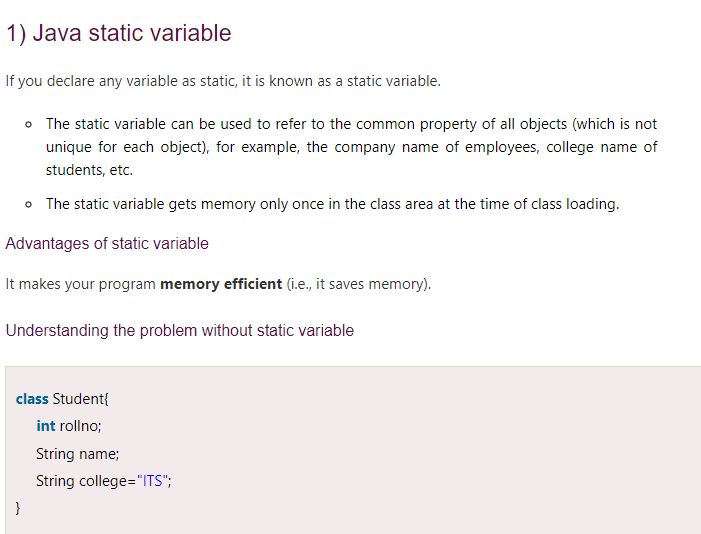 1) Java static variable
If you declare any variable as static, it is known as a static variable.
The static variable can be used to refer to the common property of all objects (which is not
unique for each object), for example, the company name of employees, college name of
students, etc.
The static variable gets memory only once in the class area at the time of class loading.
Advantages of static variable
It makes your program memory efficient (i.e., it saves memory).
Understanding the problem without static variable
class Student{
int rollno;
String name;
String college="ITS";
}